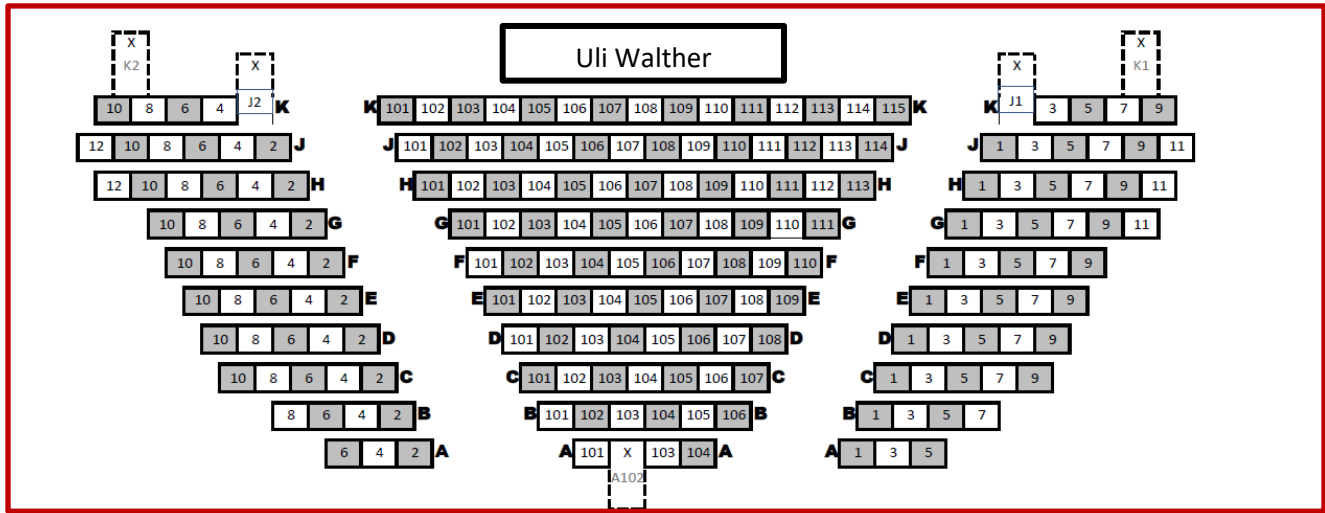 X X
K2 X Uli Walther X K1
10 8 6 4 J2 K K 101 102 103 104 105 106 107 108 109 110 111 112 113 114 115 K K J1 3 5 7 9
12 10 8 6 4 2 J J 101 102 103 104 105 106 107 108 109 110 111 112 113 114 J J 1 3 5 7 9 11
12 10 8 6 4 2 H H 101 102 103 104 105 106 107 108 109 110 111 112 113 H H 1 3 5 7 9 11
10 8 6 4 2 G G 101 102 103 104 105 106 107 108 109 110 111 G G 1 3 5 7 9 11
10 8 6 4 2 F F 101 102 103 104 105 106 107 108 109 110 F F 1 3 5 7 9
10 8 6 4 2 E E 101 102 103 104 105 106 107 108 109 E E 1 3 5 7 9
10 8 6 4 2 D D 101 102 103 104 105 106 107 108 D D 1 3 5 7 9
10 8 6 4 2 C C 101 102 103 104 105 106 107 C C 1 3 5 7 9
8 6 4 2 B B 101 102 103 104 105 106 B B 1 3 5 7
6 4 2 A A 101 X 103 104 A A 1 3 5
A102